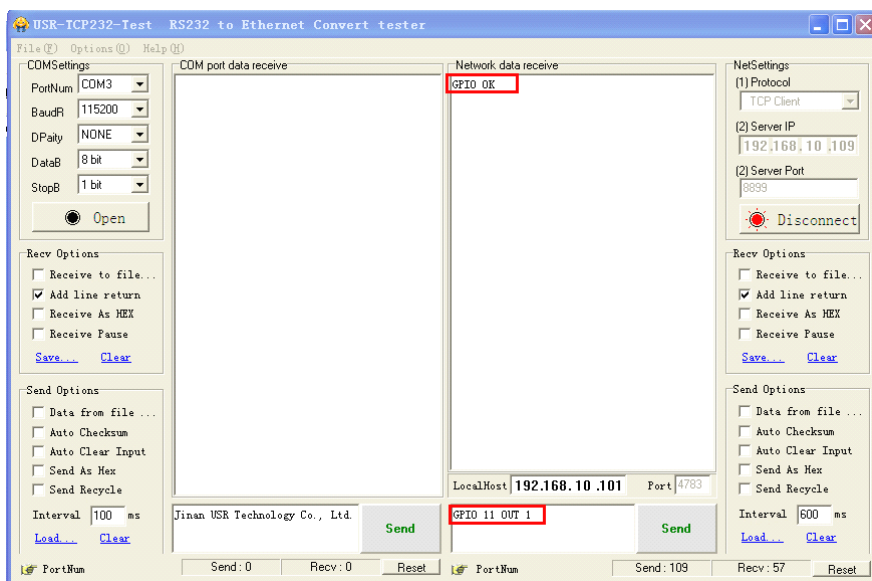 USR-TCP232-Test RS232 to Ethernet Convert tester
File(F) Options(O) Help(H)
COMSettings
PortNum COM3
BaudR 115200
DPaity NONE
DataB 8 bit
StopB 1 bit
Open
Recv Options
Receive to file...
Add line return
Receive As HEX
Receive Pause
Save... Clear
Send Options
Data from file ...
Auto Checksum
Auto Clear Input
Send As Hex
Send Recycle
Interval 100 ms
Load... Clear
COM port data receive
Jinan USR Technology Co., Ltd.
Send
Network data receive
GPIO OK
LocalHost 192.168.10.101 Port 4783
GPIO 11 OUT 1
Send
NetSettings
(1) Protocol
TCP Client
(2) Server IP
192.168.10.109
(2) Server Port
8899
Disconnect
Recv Options
Receive to file...
Add line return
Receive As HEX
Receive Pause
Save... Clear
Send Options
Data from file ...
Auto Checksum
Auto Clear Input
Send As Hex
Send Recycle
Interval 600 ms
Load... Clear
PortNum Send : 0 Recv : 0 Reset
PortNum Send : 109 Recv : 57 Reset